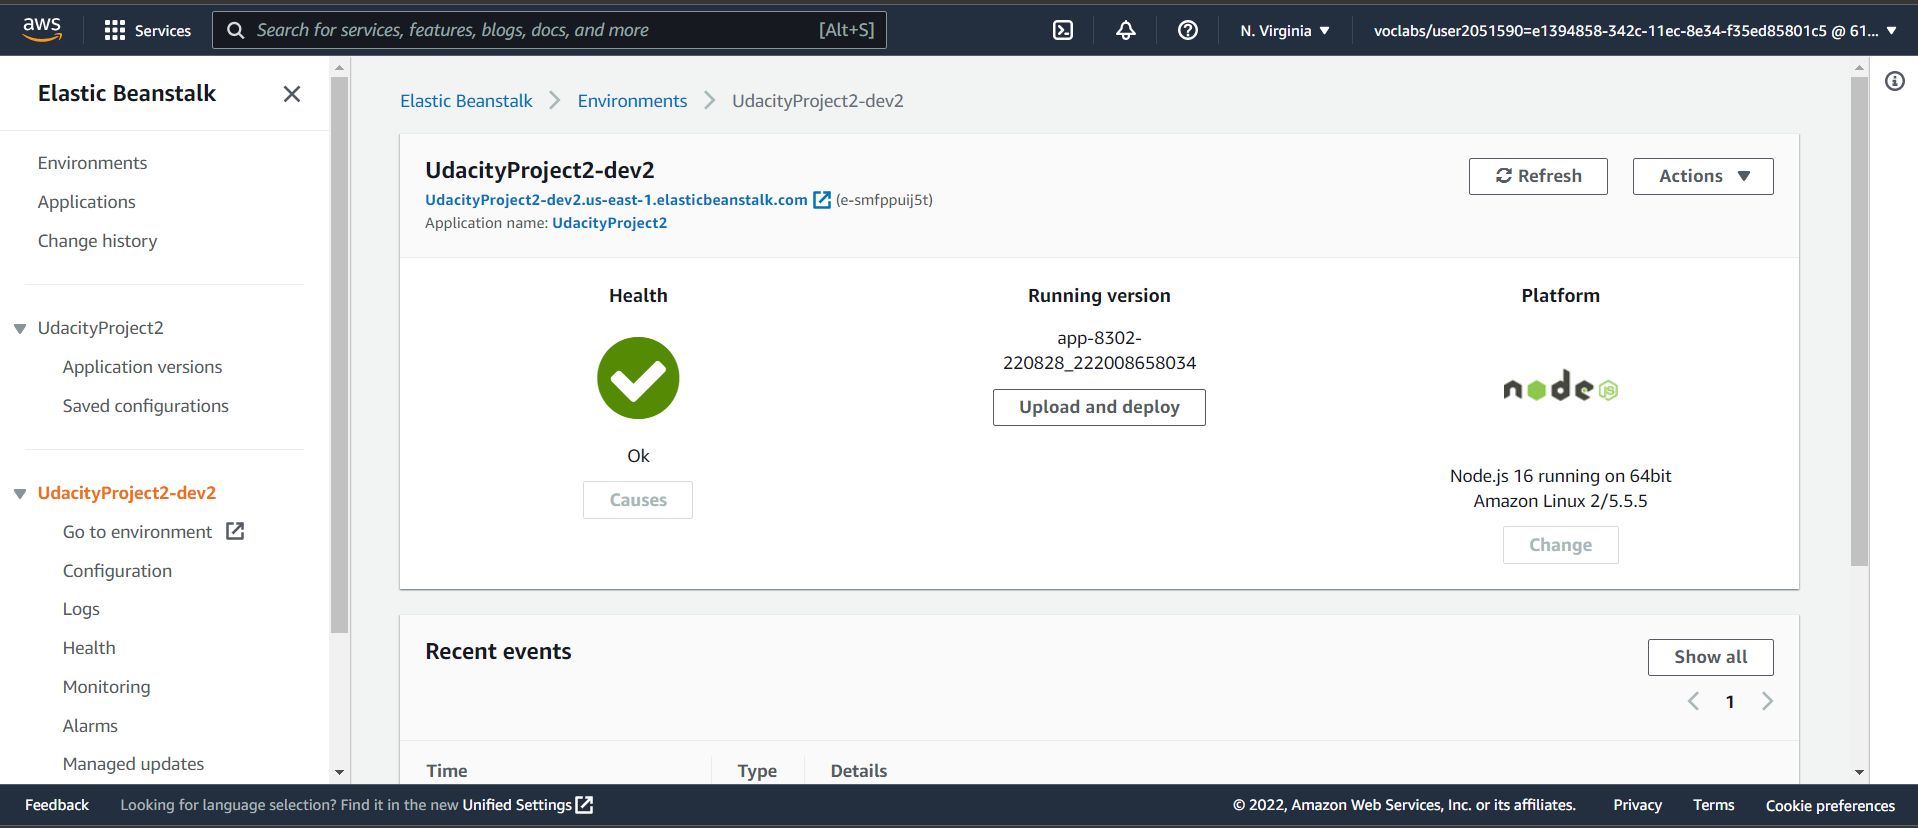 aws
Services
Search for services, features, blogs, docs, and more
[Alt+S]
N. Virginia
voclabs/user2051590=e1394858-342c-11ec-8e34-f35ed85801c5 @ 61...
Elastic Beanstalk
Environments
Applications
Change history
UdacityProject2
Application versions
Saved configurations
UdacityProject2-dev2
Go to environment
Configuration
Logs
Health
Monitoring
Alarms
Managed updates
Elastic Beanstalk > Environments > UdacityProject2-dev2
UdacityProject2-dev2
UdacityProject2-dev2.us-east-1.elasticbeanstalk.com (e-smfppuij5t)
Application name: UdacityProject2
Refresh
Actions
Health
Ok
Causes
Running version
app-8302-
220828_222008658034
Upload and deploy
Platform
node
JS
Node.js 16 running on 64bit
Amazon Linux 2/5.5.5
Change
Recent events
Show all
1
Time
Type
Details
Feedback
Looking for language selection? Find it in the new Unified Settings
© 2022, Amazon Web Services, Inc. or its affiliates.
Privacy
Terms
Cookie preferences